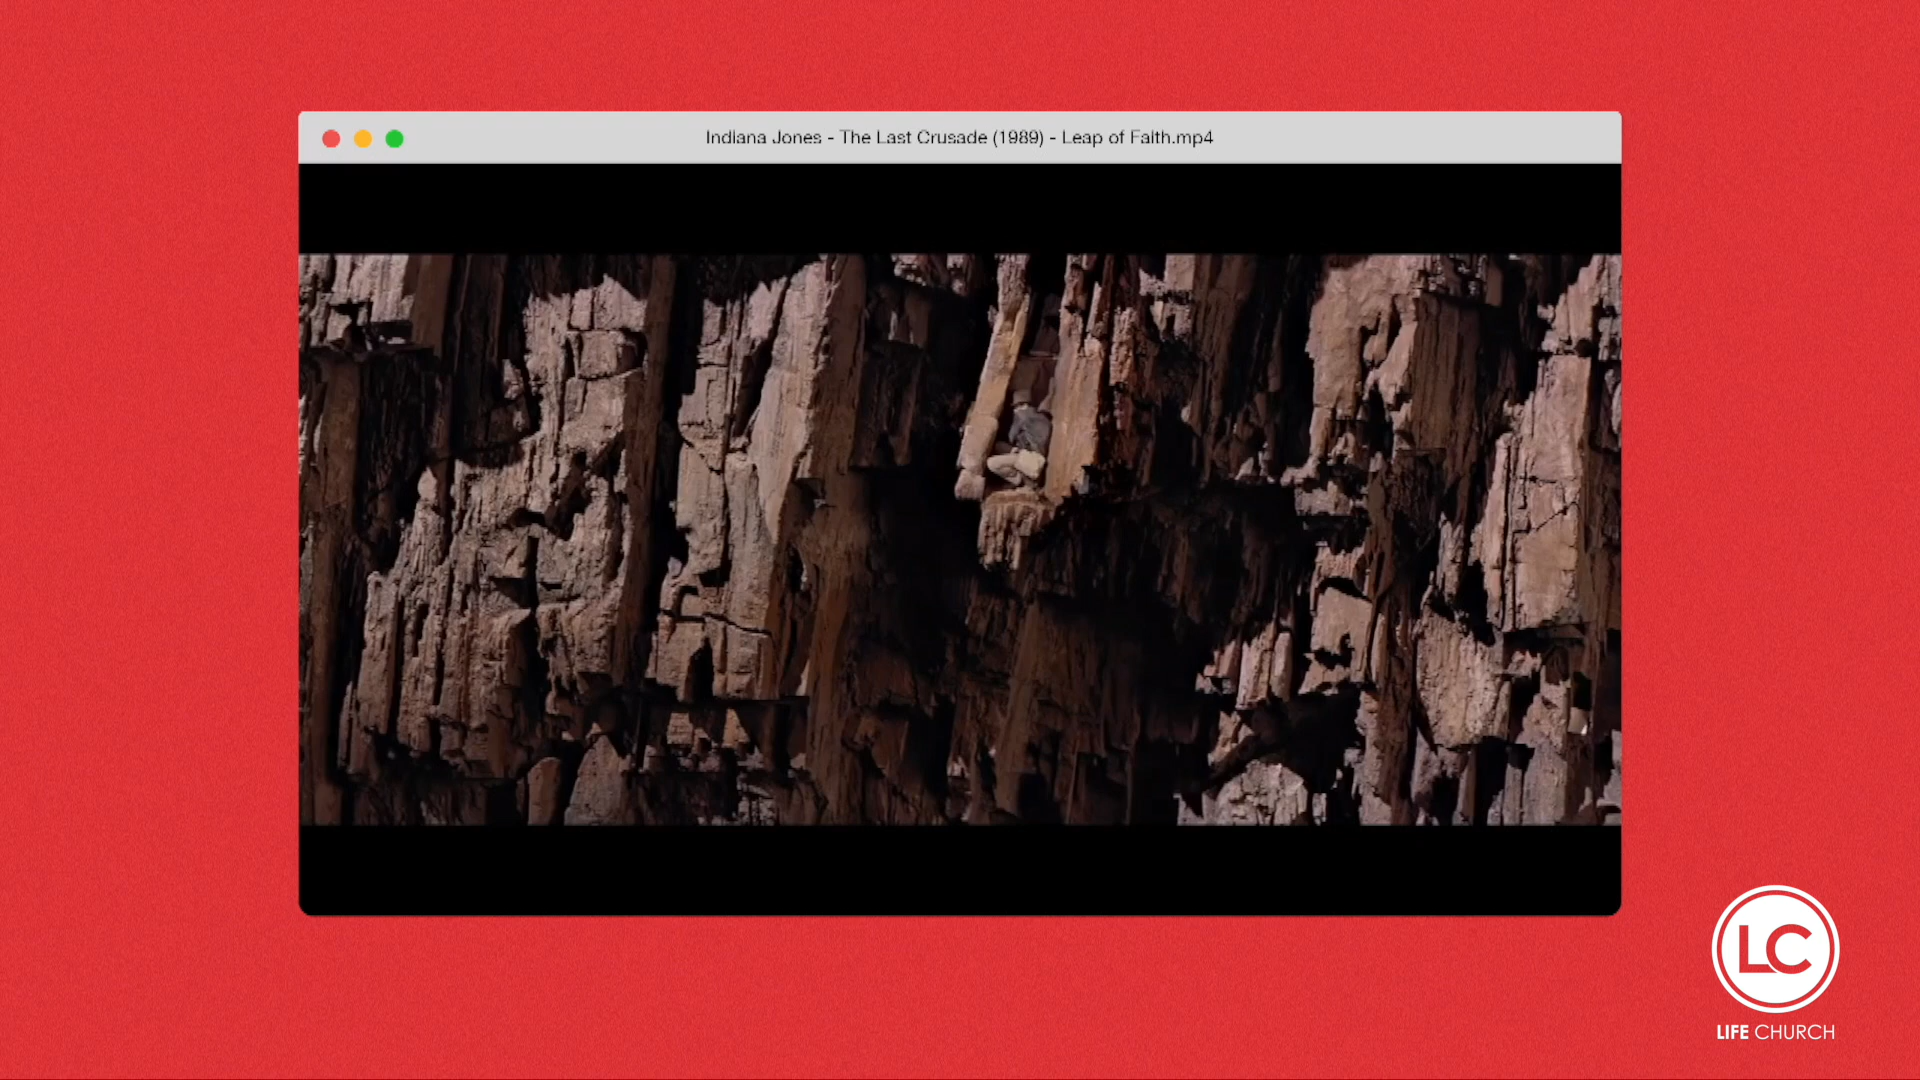 Indiana Jones - The Last Crusade (1989) - Leap of Faith.mp4
LC
LIFE CHURCH